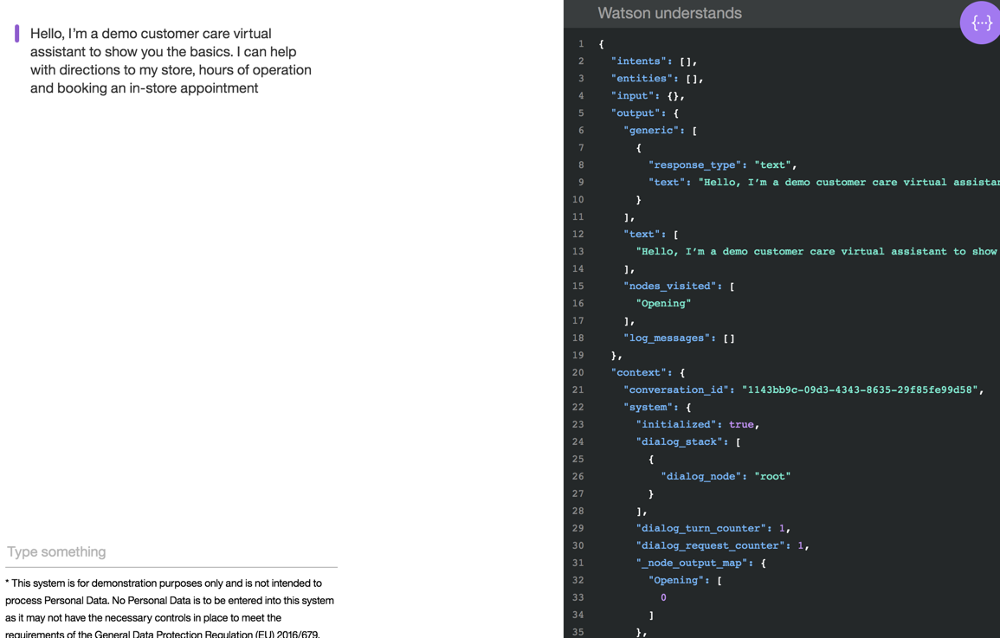 Hello, I’m a demo customer care virtual
assistant to show you the basics. I can help
with directions to my store, hours of operation
and booking an in-store appointment
Type something
* This system is for demonstration purposes only and is not intended to
process Personal Data. No Personal Data is to be entered into this system
as it may not have the necessary controls in place to meet the
requirements of the General Data Protection Regulation (EU) 2016/679.
Watson understands
{...}
1 {
2 "intents": [],
3 "entities": [],
4 "input": {},
5 "output": {
6 "generic": [
7 {
8 "response_type": "text",
9 "text": "Hello, I’m a demo customer care virtual assistan
10 }
11 ],
12 "text": [
13 "Hello, I’m a demo customer care virtual assistant to show
14 ],
15 "nodes_visited": [
16 "Opening"
17 ],
18 "log_messages": []
19 },
20 "context": {
21 "conversation_id": "1143bb9c-09d3-4343-8635-29f85fe99d58",
22 "system": {
23 "initialized": true,
24 "dialog_stack": [
25 {
26 "dialog_node": "root"
27 }
28 ],
29 "dialog_turn_counter": 1,
30 "dialog_request_counter": 1,
31 "_node_output_map": {
32 "Opening": [
33 0
34 ]
35 },